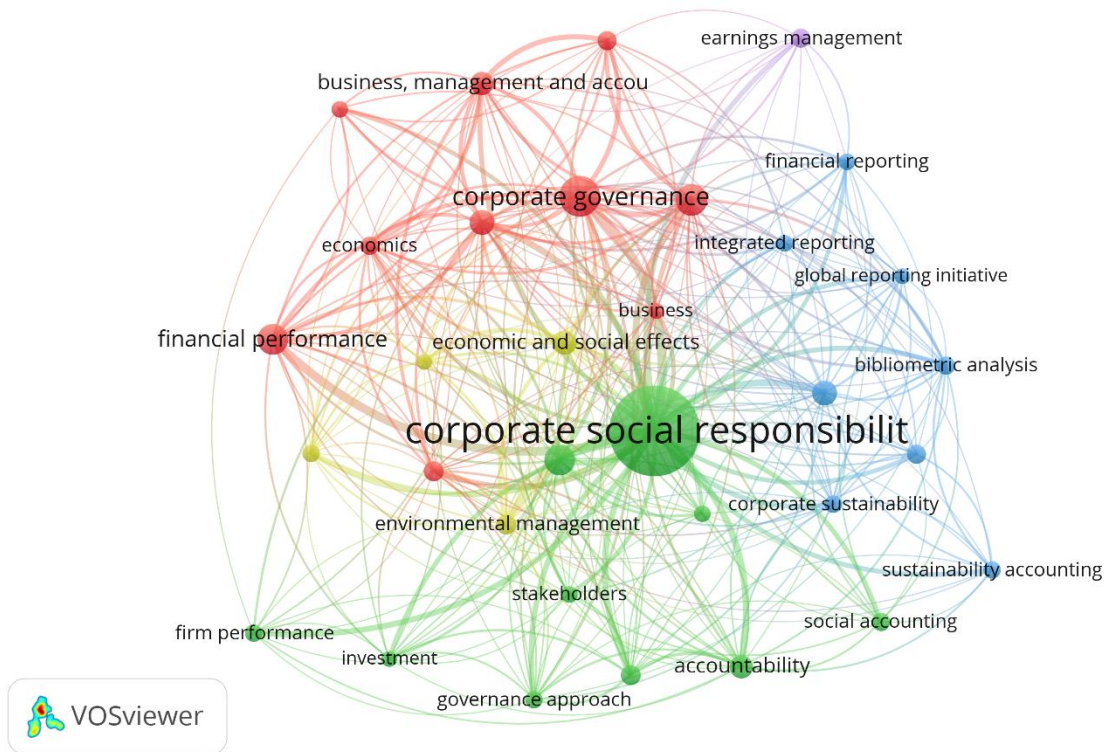 earnings management
business, management and accou
financial reporting
corporate governance
integrated reporting
economics
global reporting initiative
business
financial performance
economic and social effects
bibliometric analysis
corporate social responsibilit
corporate sustainability
environmental management
sustainability accounting
stakeholders
social accounting
firm performance
investment
accountability
governance approach
VOSviewer